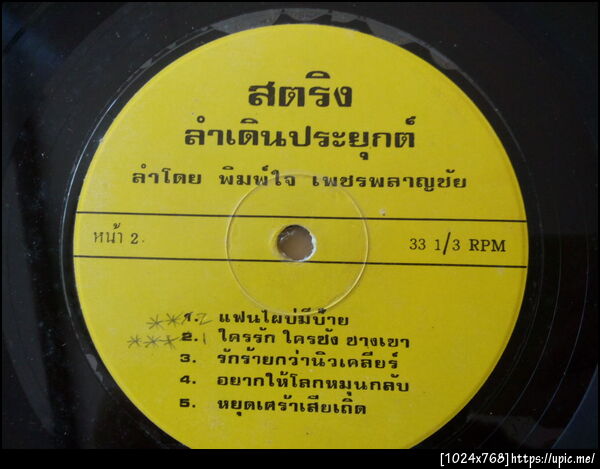 สตริง
ลำเดินประยุกต์
ลำโดย พิมพ์ใจ เพชรพลาญชัย
หน้า 2. 33 1/3 RPM
***2 1. แฟนไผบ่มีป้าย
***1 2. ใครรัก ใครชัง ช่างเขา
3. รักร้ายกว่านิวเคลียร์
4. อยากให้โลกหมุนกลับ
5. หยุดเศร้าเสียเถิด
[1024x768]https://upic.me/